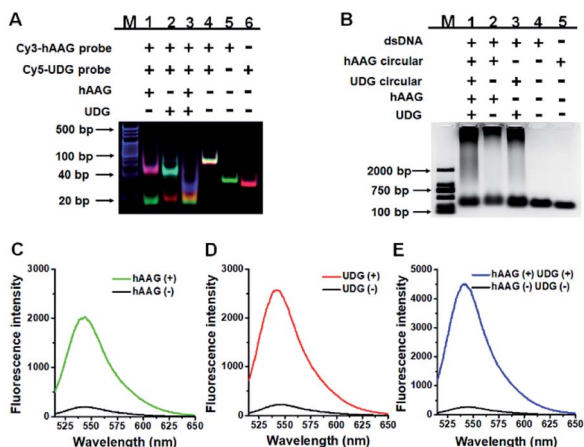 A
M 1 2 3 4 5 6
Cy3-hAAG probe + + + + + -
Cy5-UDG probe + + + + - +
hAAG + - + - - -
UDG - + + - - -
500 bp
100 bp
40 bp
20 bp
B
M 1 2 3 4 5
dsDNA + + + + -
hAAG circular + + - - +
UDG circular + - + - -
hAAG + + - - -
UDG + - + - -
2000 bp
750 bp
100 bp
C
hAAG (+)
hAAG (-)
Fluorescence intensity
3000
2000
1000
0
525 550 575 600 625 650
Wavelength (nm)
D
UDG (+)
UDG (-)
Fluorescence intensity
3000
2000
1000
0
525 550 575 600 625 650
Wavelength (nm)
E
hAAG (+) UDG (+)
hAAG (-) UDG (-)
Fluorescence intensity
5000
4000
3000
2000
1000
0
525 550 575 600 625 650
Wavelength (nm)